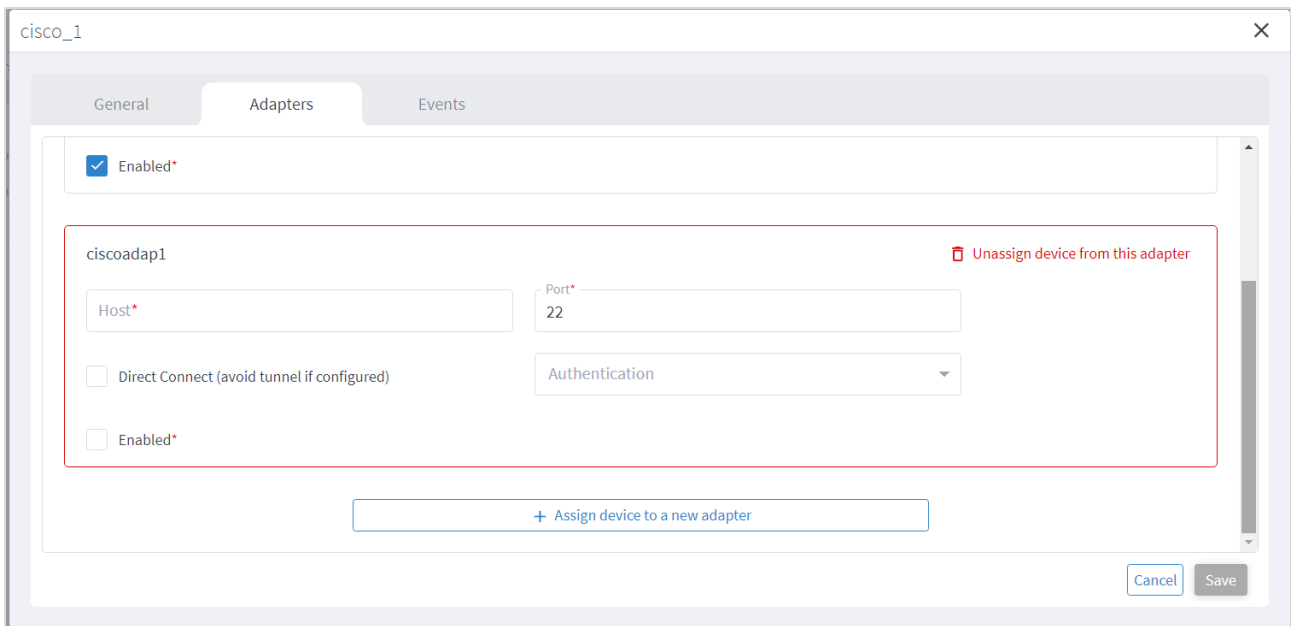 cisco_1
General Adapters Events
Enabled*
ciscoadap1 Unassign device from this adapter
Host* Port*
22
Direct Connect (avoid tunnel if configured) Authentication
Enabled*
+ Assign device to a new adapter
Cancel Save